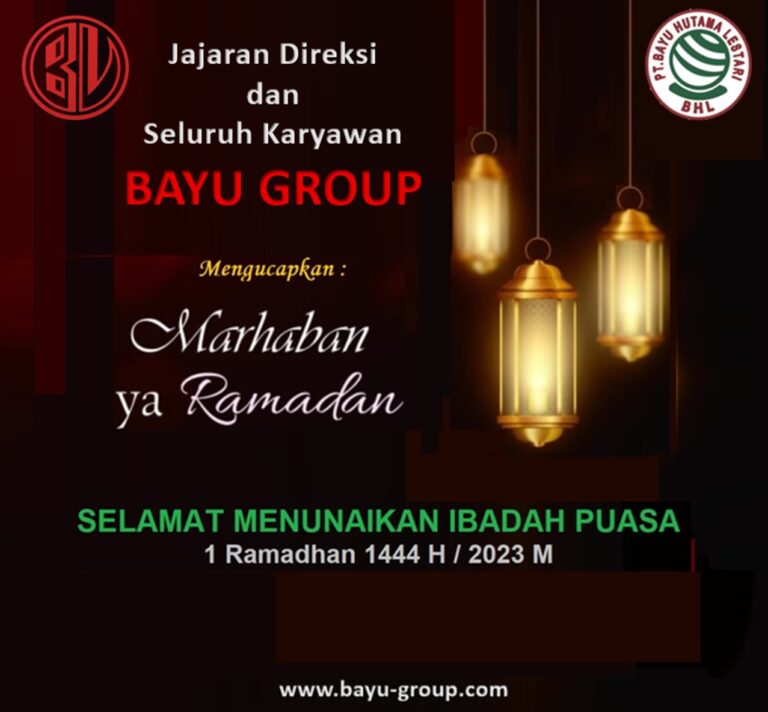 BU
PT.BAYU HUTAMA LESTARI
BHL
Jajaran Direksi
dan
Seluruh Karyawan
BAYU GROUP
Mengucapkan :
Marhaban
ya Ramadan
SELAMAT MENUNAIKAN IBADAH PUASA
1 Ramadhan 1444 H / 2023 M
www.bayu-group.com